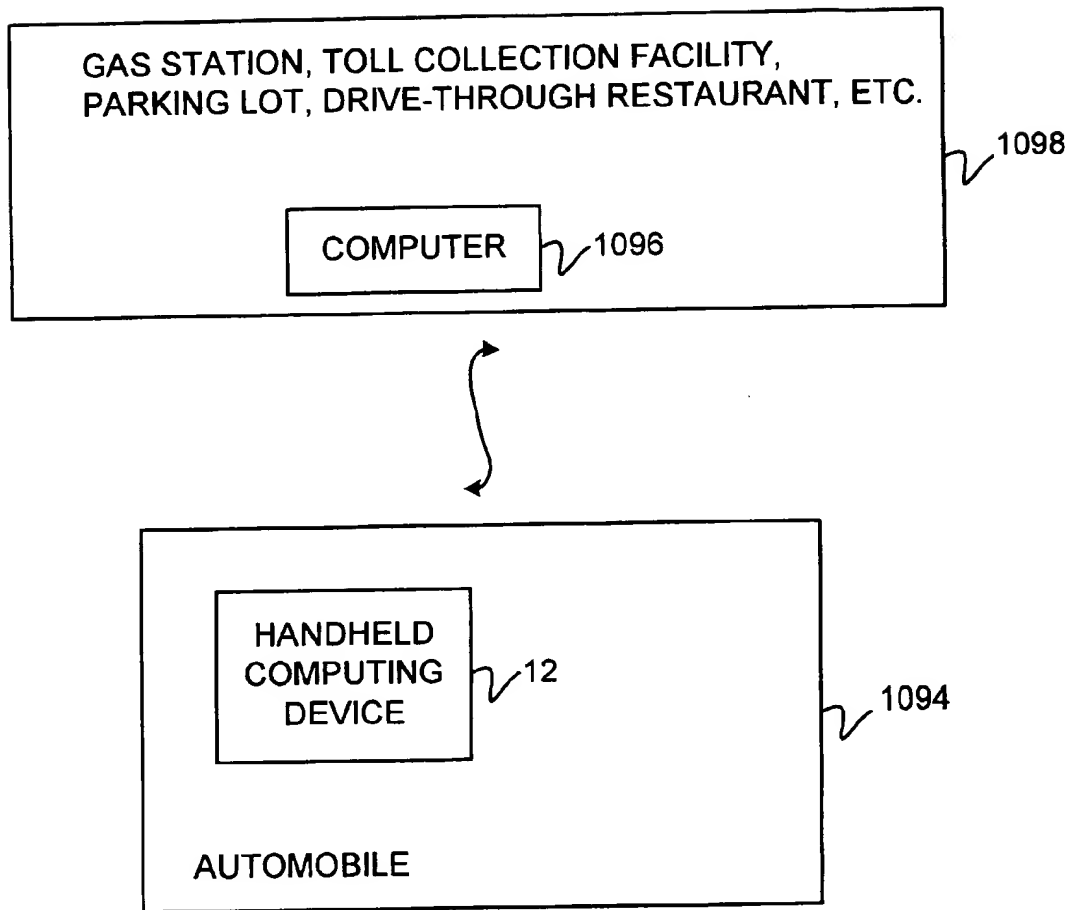 GAS STATION, TOLL COLLECTION FACILITY,
PARKING LOT, DRIVE-THROUGH RESTAURANT, ETC.
1098
COMPUTER
1096
HANDHELD
COMPUTING
DEVICE
12
1094
AUTOMOBILE